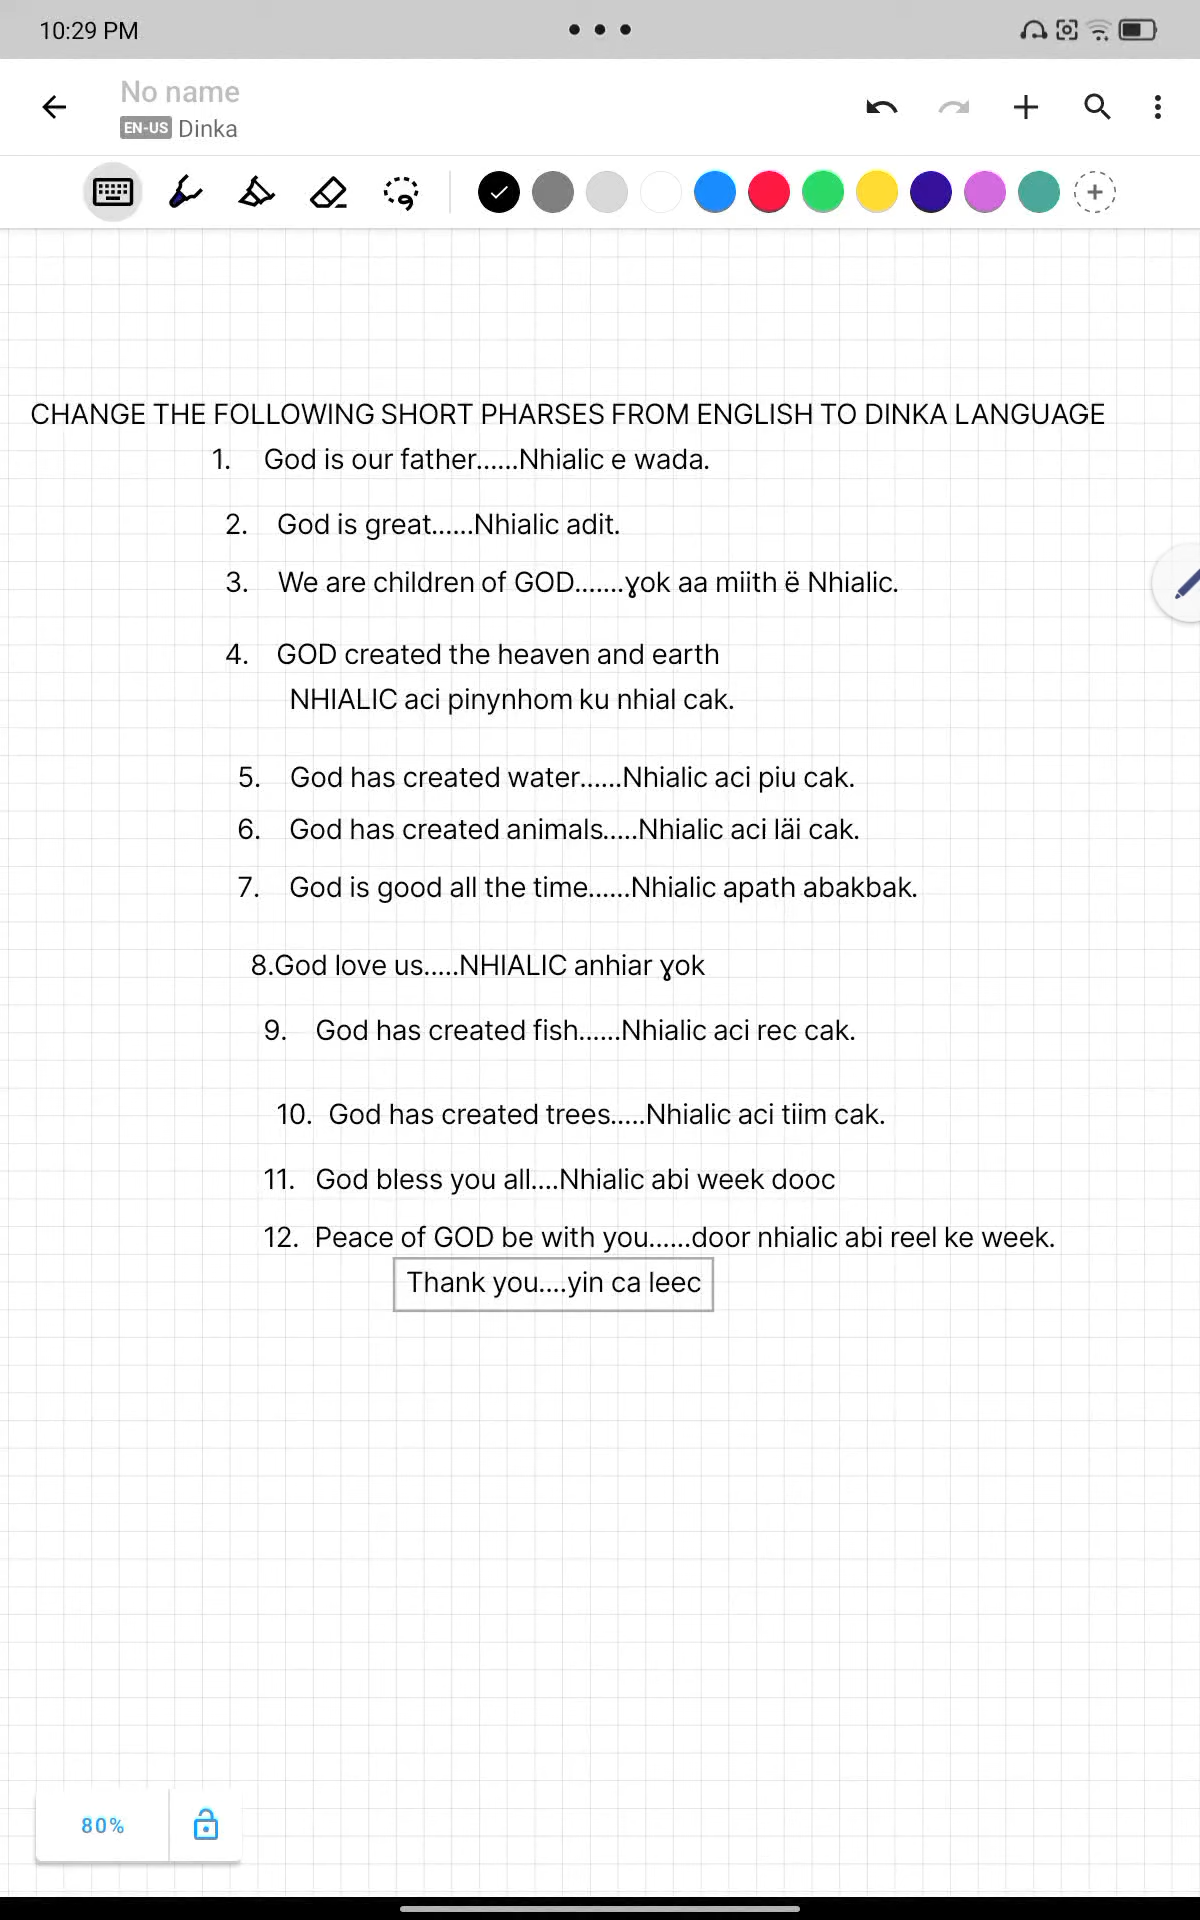 10:29 PM
No name
EN-US Dinka
CHANGE THE FOLLOWING SHORT PHARSES FROM ENGLISH TO DINKA LANGUAGE
1. God is our father......Nhialic e wada.
2. God is great......Nhialic adit.
3. We are children of GOD.......ɣok aa miith ë Nhialic.
4. GOD created the heaven and earth
NHIALIC aci pinynhom ku nhial cak.
5. God has created water......Nhialic aci piu cak.
6. God has created animals.....Nhialic aci läi cak.
7. God is good all the time......Nhialic apath abakbak.
8.God love us.....NHIALIC anhiar ɣok
9. God has created fish......Nhialic aci rec cak.
10. God has created trees.....Nhialic aci tiim cak.
11. God bless you all....Nhialic abi week dooc
12. Peace of GOD be with you......door nhialic abi reel ke week.
Thank you....yin ca leec
80%